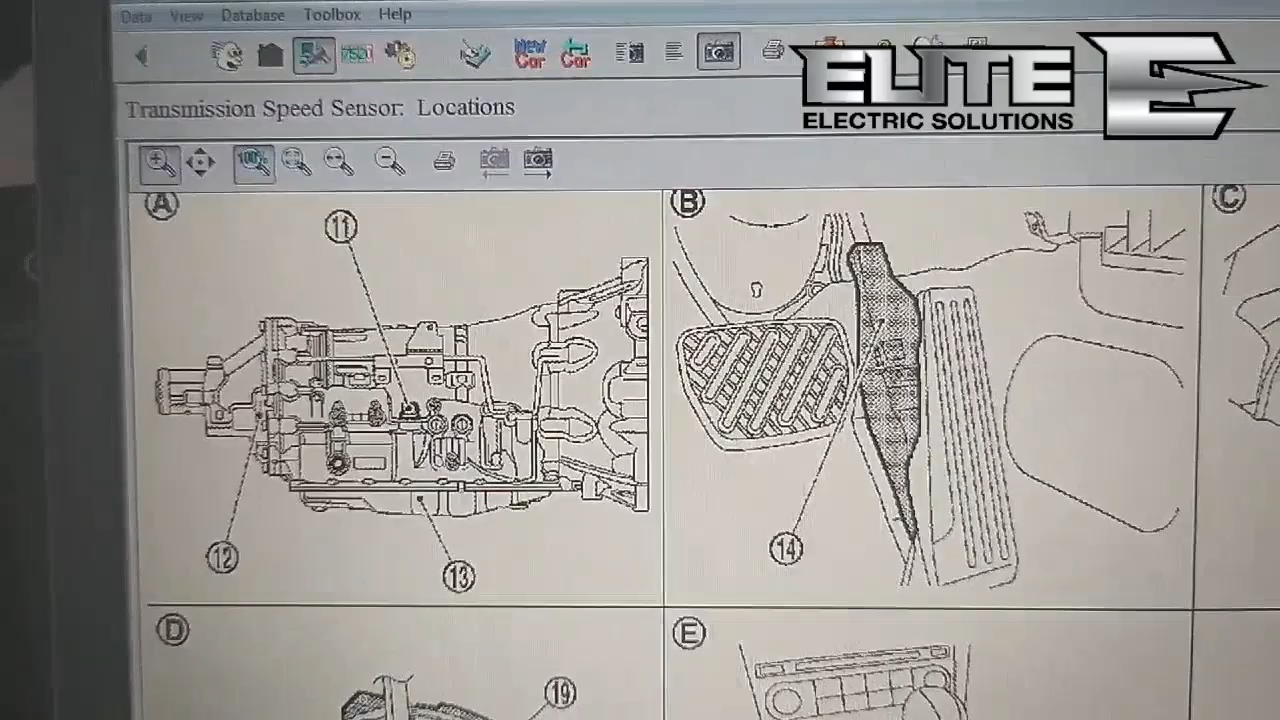 Data View Database Toolbox Help
New Car
Car
ELITE E
ELECTRIC SOLUTIONS
Transmission Speed Sensor: Locations
100%
A
B
C
11
12
13
14
D
E
19